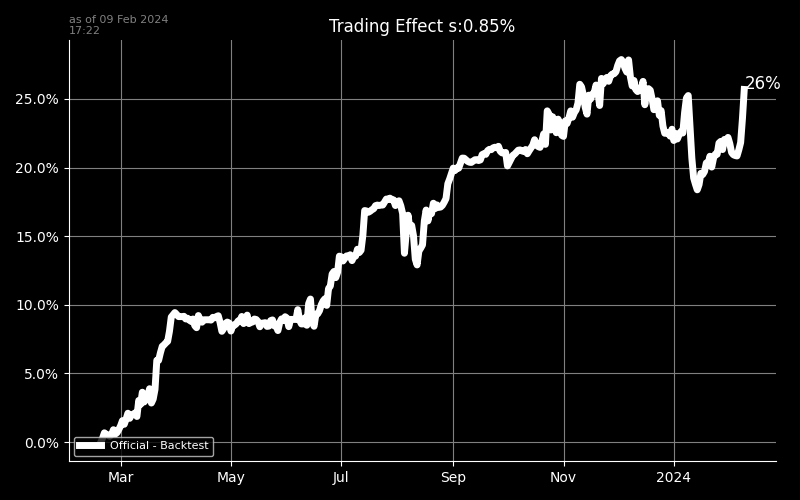 as of 09 Feb 2024
17:22
Trading Effect s:0.85%
26%
25.0%
20.0%
15.0%
10.0%
5.0%
0.0%
Official - Backtest
Mar May Jul Sep Nov 2024